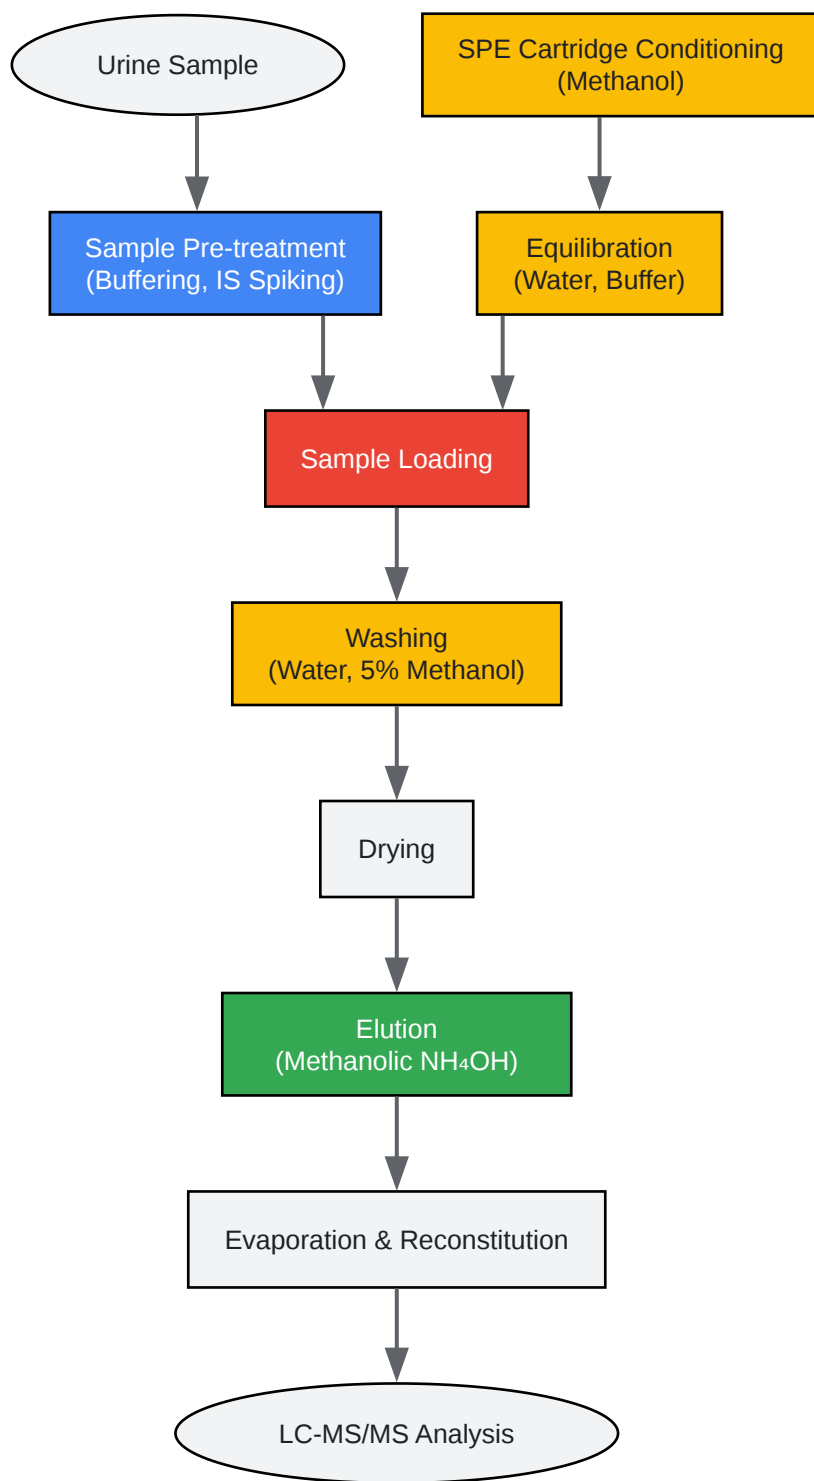 Urine Sample
SPE Cartridge Conditioning
(Methanol)
Sample Pre-treatment
(Buffering, IS Spiking)
Equilibration
(Water, Buffer)
Sample Loading
Washing
(Water, 5% Methanol)
Drying
Elution
(Methanolic NH₄OH)
Evaporation & Reconstitution
LC-MS/MS Analysis